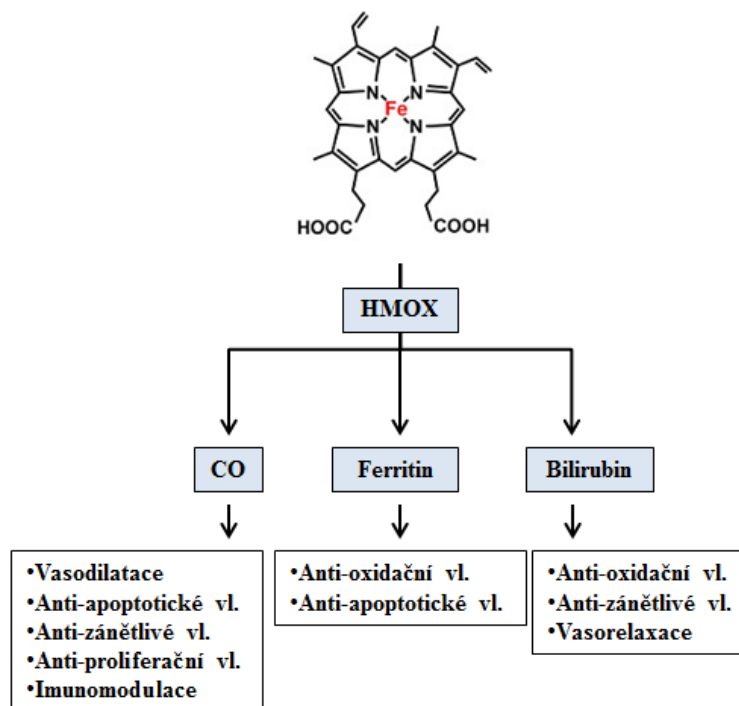 N N
Fe
N N
HOOC COOH
HMOX
CO Ferritin Bilirubin
•Vasodilatace
•Anti-apoptotické vl.
•Anti-zánětlivé vl.
•Anti-proliferační vl.
•Imunomodulace
•Anti-oxidační vl.
•Anti-apoptotické vl.
•Anti-oxidační vl.
•Anti-zánětlivé vl.
•Vasorelaxace